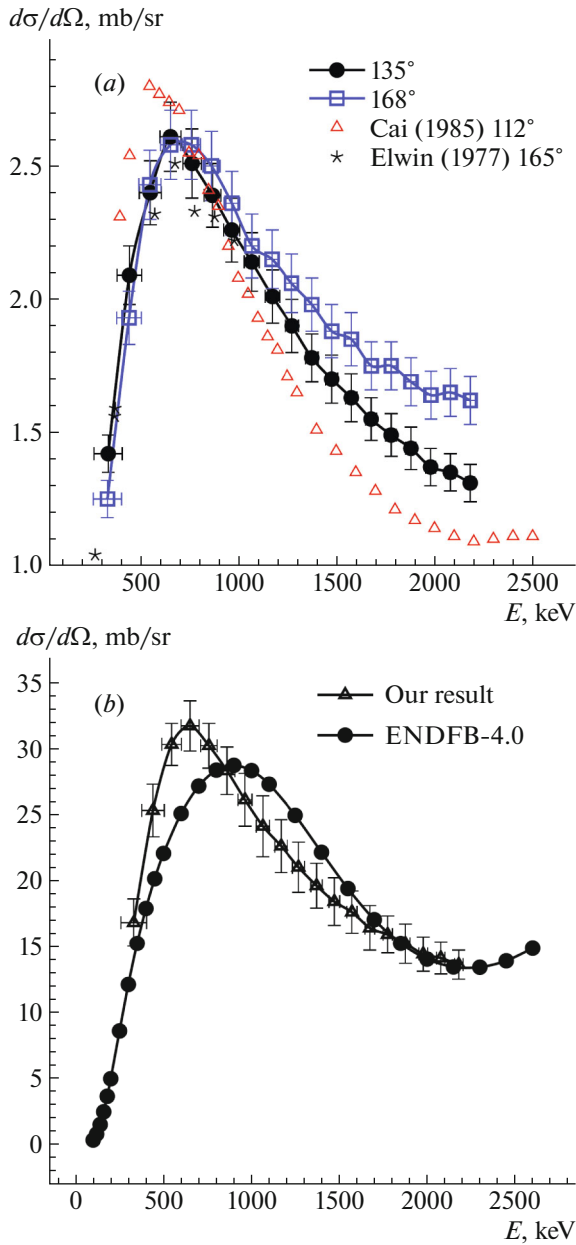 dσ/dΩ, mb/sr
(a)
135°
168°
Cai (1985) 112°
Elwin (1977) 165°
2.5
2.0
1.5
1.0
500 1000 1500 2000 2500
E, keV
dσ/dΩ, mb/sr
(b)
Our result
ENDFB-4.0
35
30
25
20
15
10
5
0
0 500 1000 1500 2000 2500
E, keV